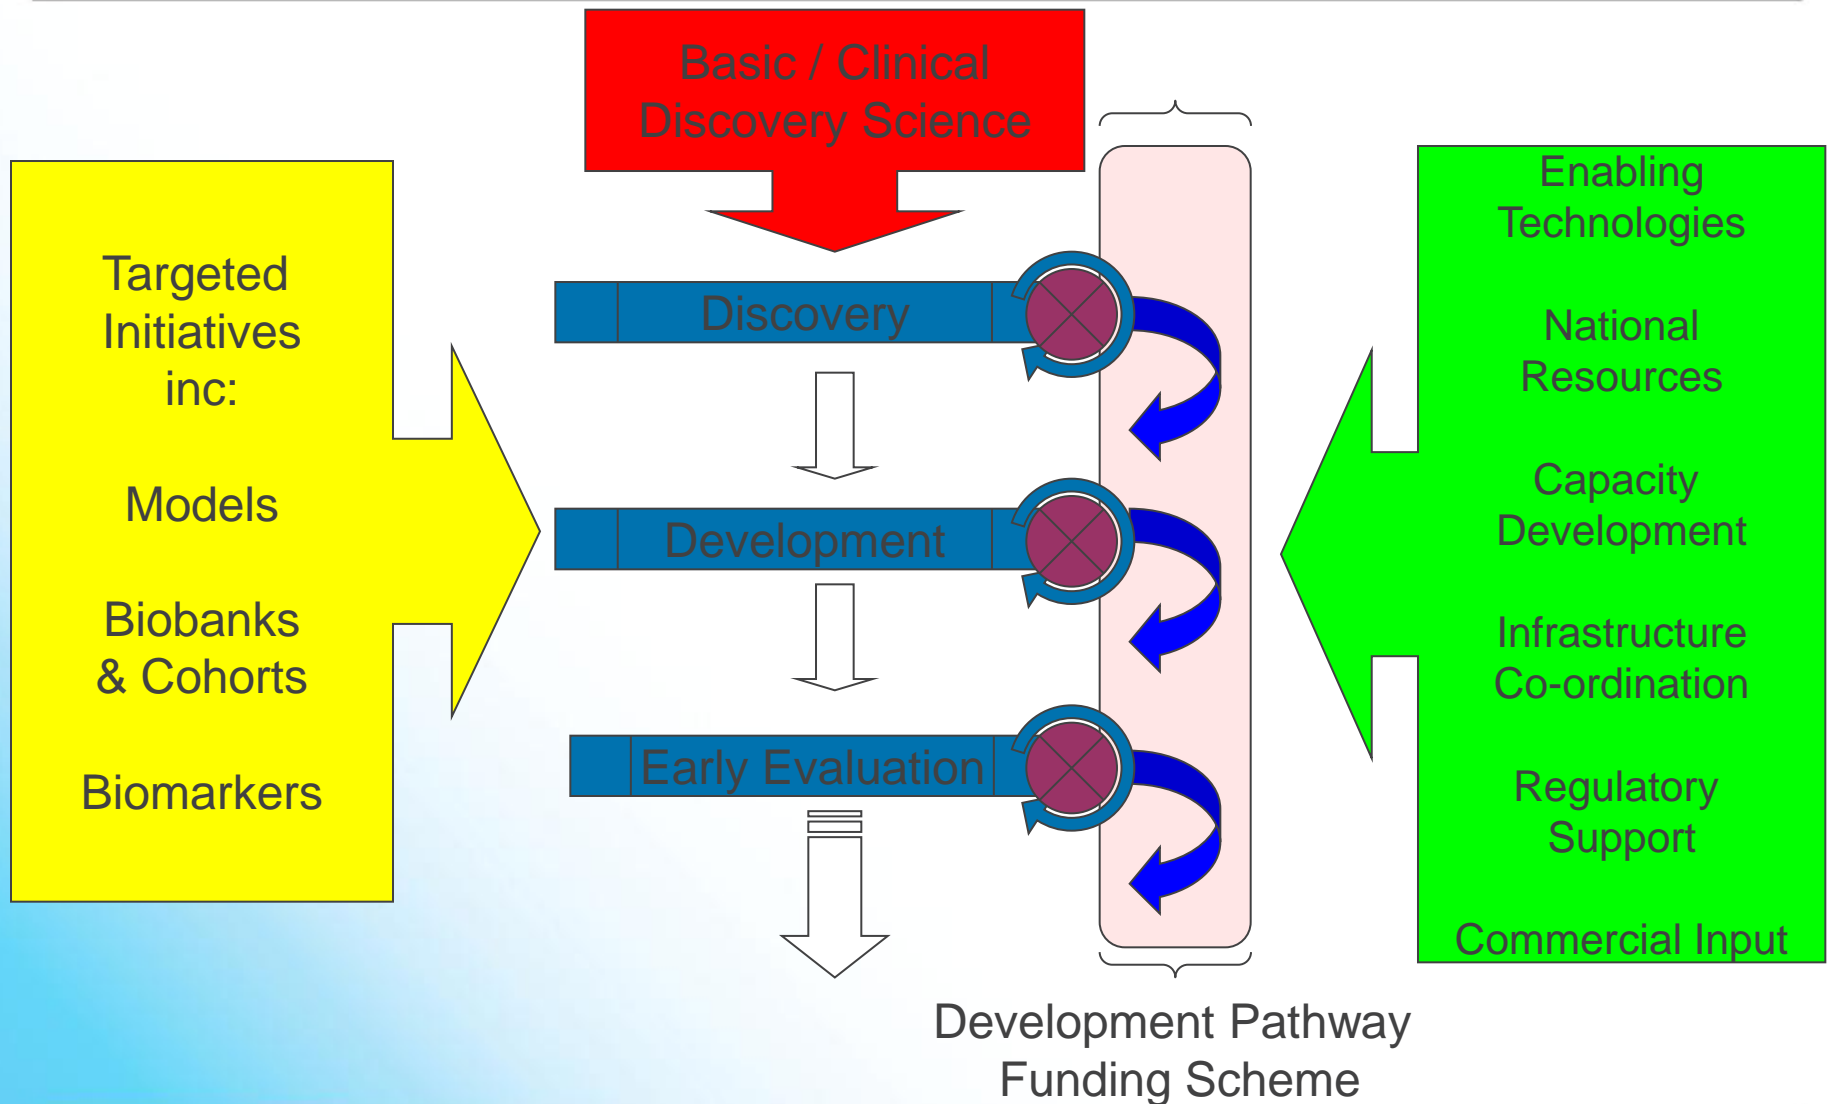 Basic / Clinical
Discovery Science
Targeted
Initiatives
inc:
Models
Biobanks
& Cohorts
Biomarkers
Discovery
Development
Early Evaluation
Enabling
Technologies
National
Resources
Capacity
Development
Infrastructure
Co-ordination
Regulatory
Support
Commercial Input
Development Pathway
Funding Scheme